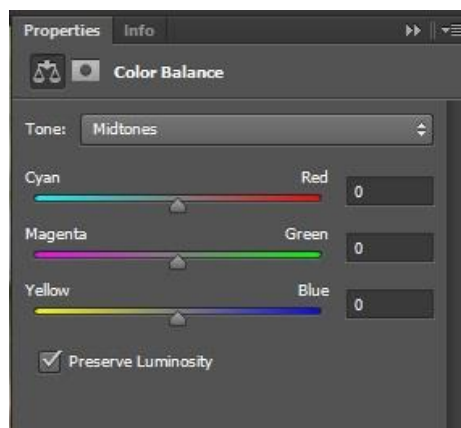 Properties Info
Color Balance
Tone: Midtones
Cyan Red 0
Magenta Green 0
Yellow Blue 0
Preserve Luminosity